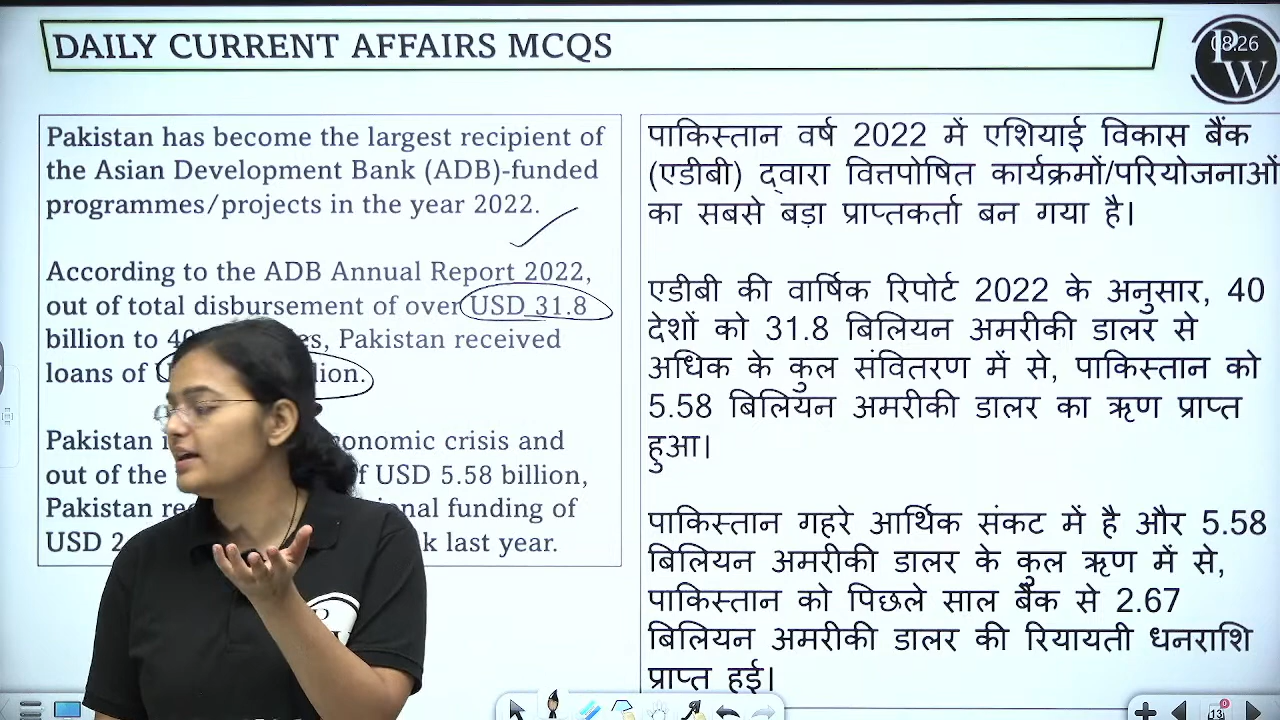 DAILY CURRENT AFFAIRS MCQS
08:26
PW
Pakistan has become the largest recipient of
the Asian Development Bank (ADB)-funded
programmes/projects in the year 2022.
According to the ADB Annual Report 2022,
out of total disbursement of over USD 31.8
billion to 40 Pakistan received
loans of
Pakistan crisis and
out of the USD 5.58 billion,
Pakistan funding of
USD last year.
पाकिस्तान वर्ष 2022 में एशियाई विकास बैंक
(एडीबी) द्वारा वित्तपोषित कार्यक्रमों/परियोजनाओं
का सबसे बड़ा प्राप्तकर्ता बन गया है।
एडीबी की वार्षिक रिपोर्ट 2022 के अनुसार, 40
देशों को 31.8 बिलियन अमरीकी डालर से
अधिक के कुल संवितरण में से, पाकिस्तान को
5.58 बिलियन अमरीकी डालर का ऋण प्राप्त
हुआ।
पाकिस्तान गहरे आर्थिक संकट में है और 5.58
बिलियन अमरीकी डालर के कुल ऋण में से,
पाकिस्तान को पिछले साल बैंक से 2.67
बिलियन अमरीकी डालर की रियायती धनराशि
प्राप्त हुई।
13